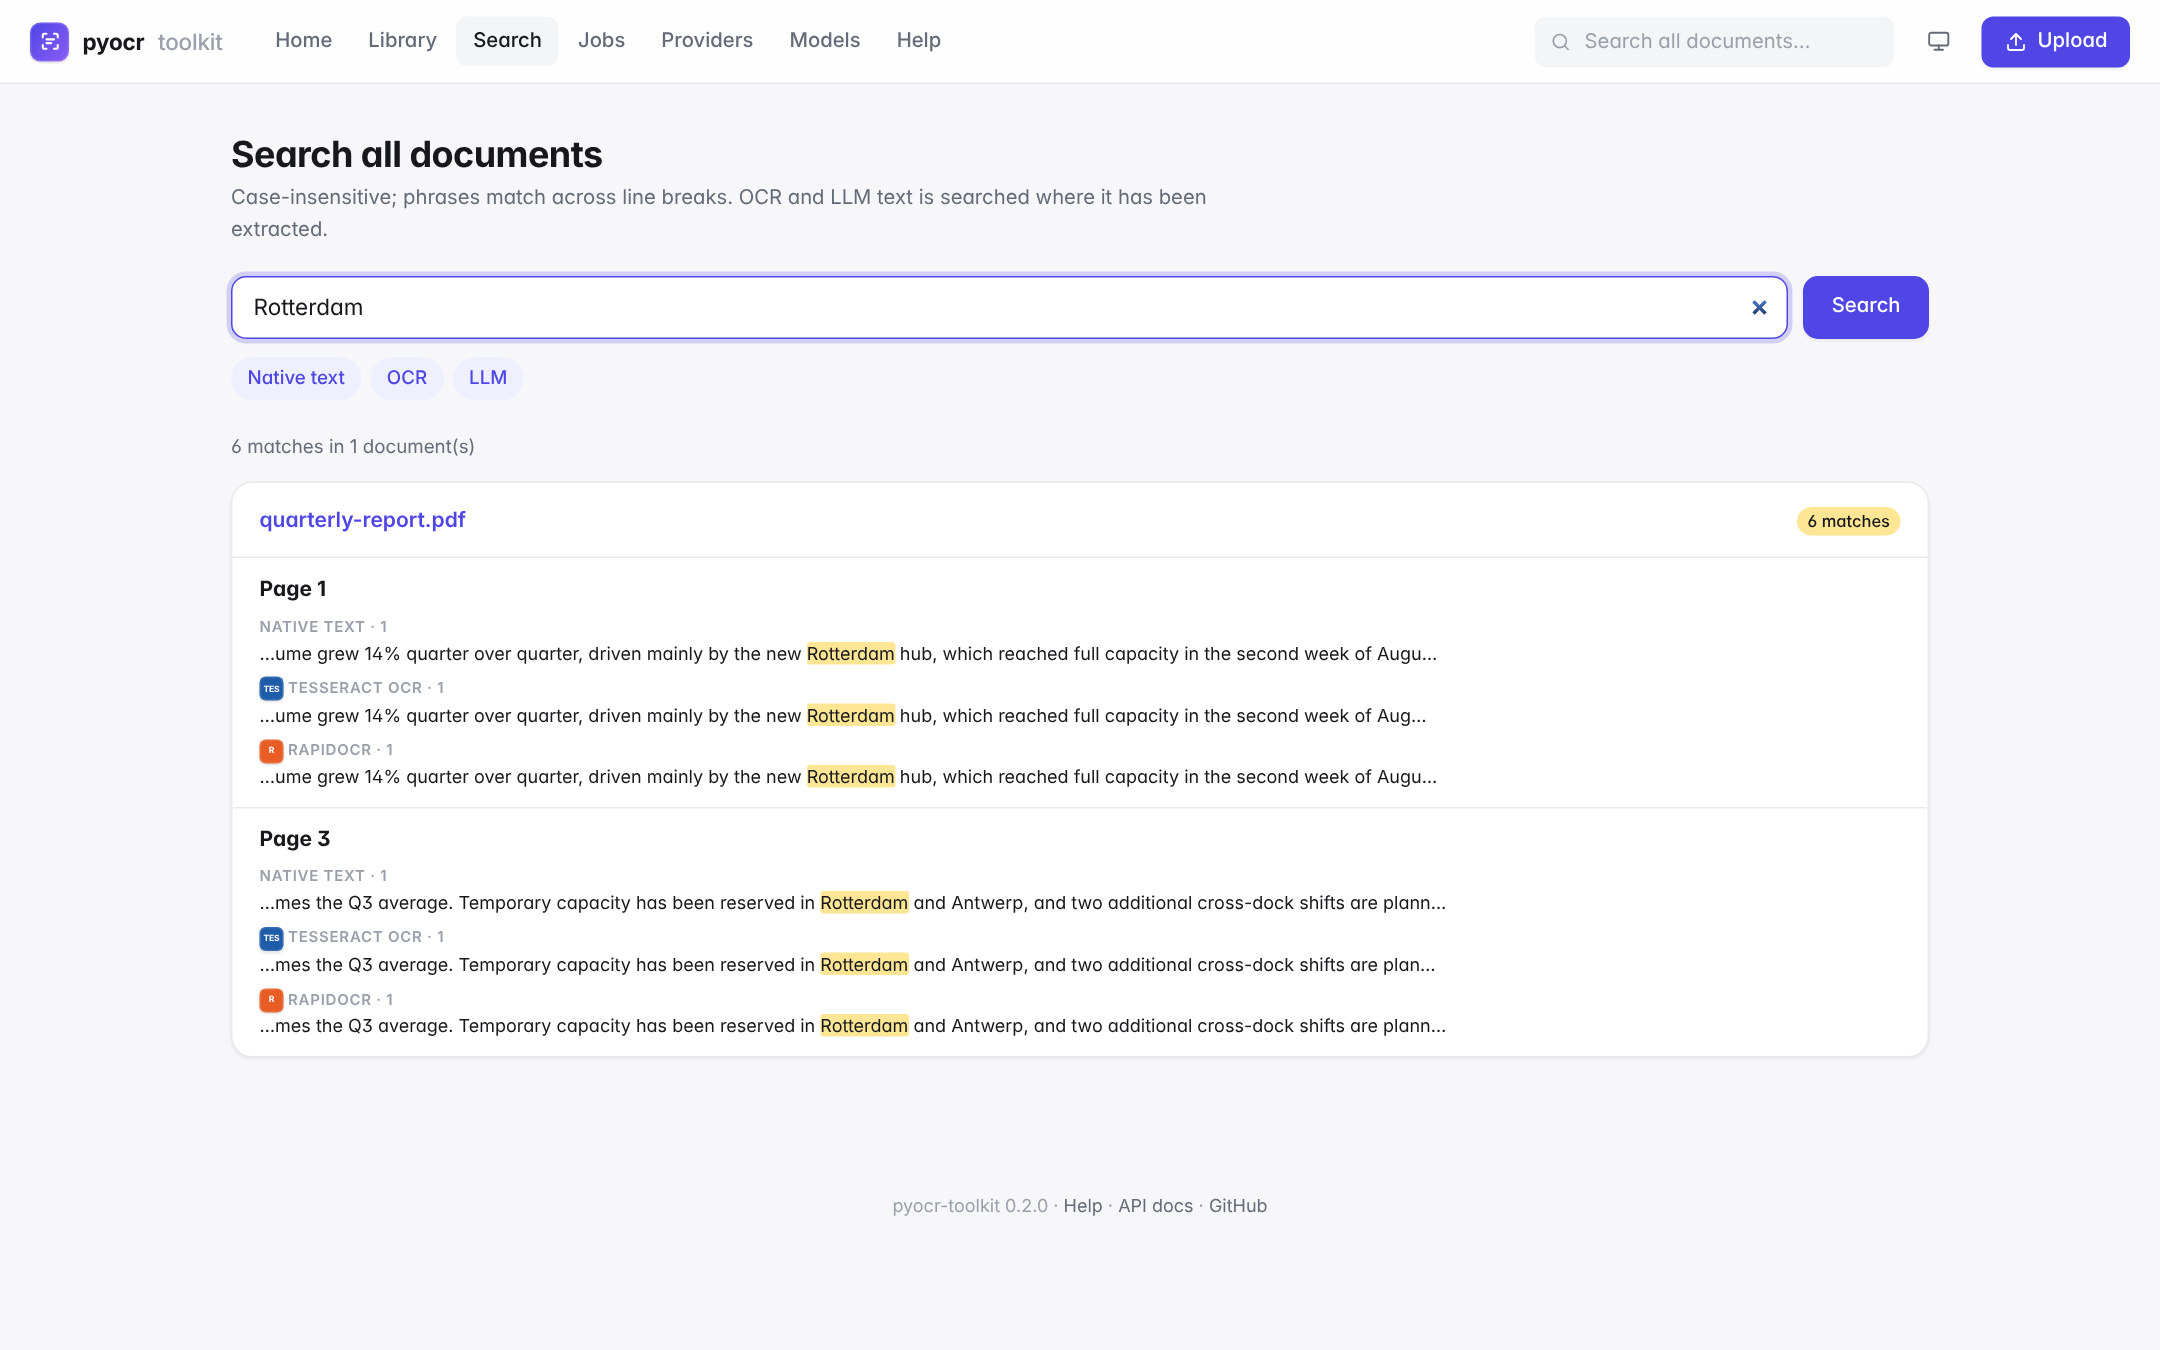 pyocr toolkit Home Library Search Jobs Providers Models Help Search all documents... Upload
Search all documents
Case-insensitive; phrases match across line breaks. OCR and LLM text is searched where it has been
extracted.
Rotterdam × Search
Native text OCR LLM
6 matches in 1 document(s)
quarterly-report.pdf 6 matches
Page 1
NATIVE TEXT · 1
...ume grew 14% quarter over quarter, driven mainly by the new Rotterdam hub, which reached full capacity in the second week of Augu...
TES TESSERACT OCR · 1
...ume grew 14% quarter over quarter, driven mainly by the new Rotterdam hub, which reached full capacity in the second week of Aug...
R RAPIDOCR · 1
...ume grew 14% quarter over quarter, driven mainly by the new Rotterdam hub, which reached full capacity in the second week of Augu...
Page 3
NATIVE TEXT · 1
...mes the Q3 average. Temporary capacity has been reserved in Rotterdam and Antwerp, and two additional cross-dock shifts are plann...
TES TESSERACT OCR · 1
...mes the Q3 average. Temporary capacity has been reserved in Rotterdam and Antwerp, and two additional cross-dock shifts are plan...
R RAPIDOCR · 1
...mes the Q3 average. Temporary capacity has been reserved in Rotterdam and Antwerp, and two additional cross-dock shifts are plann...
pyocr-toolkit 0.2.0 · Help · API docs · GitHub